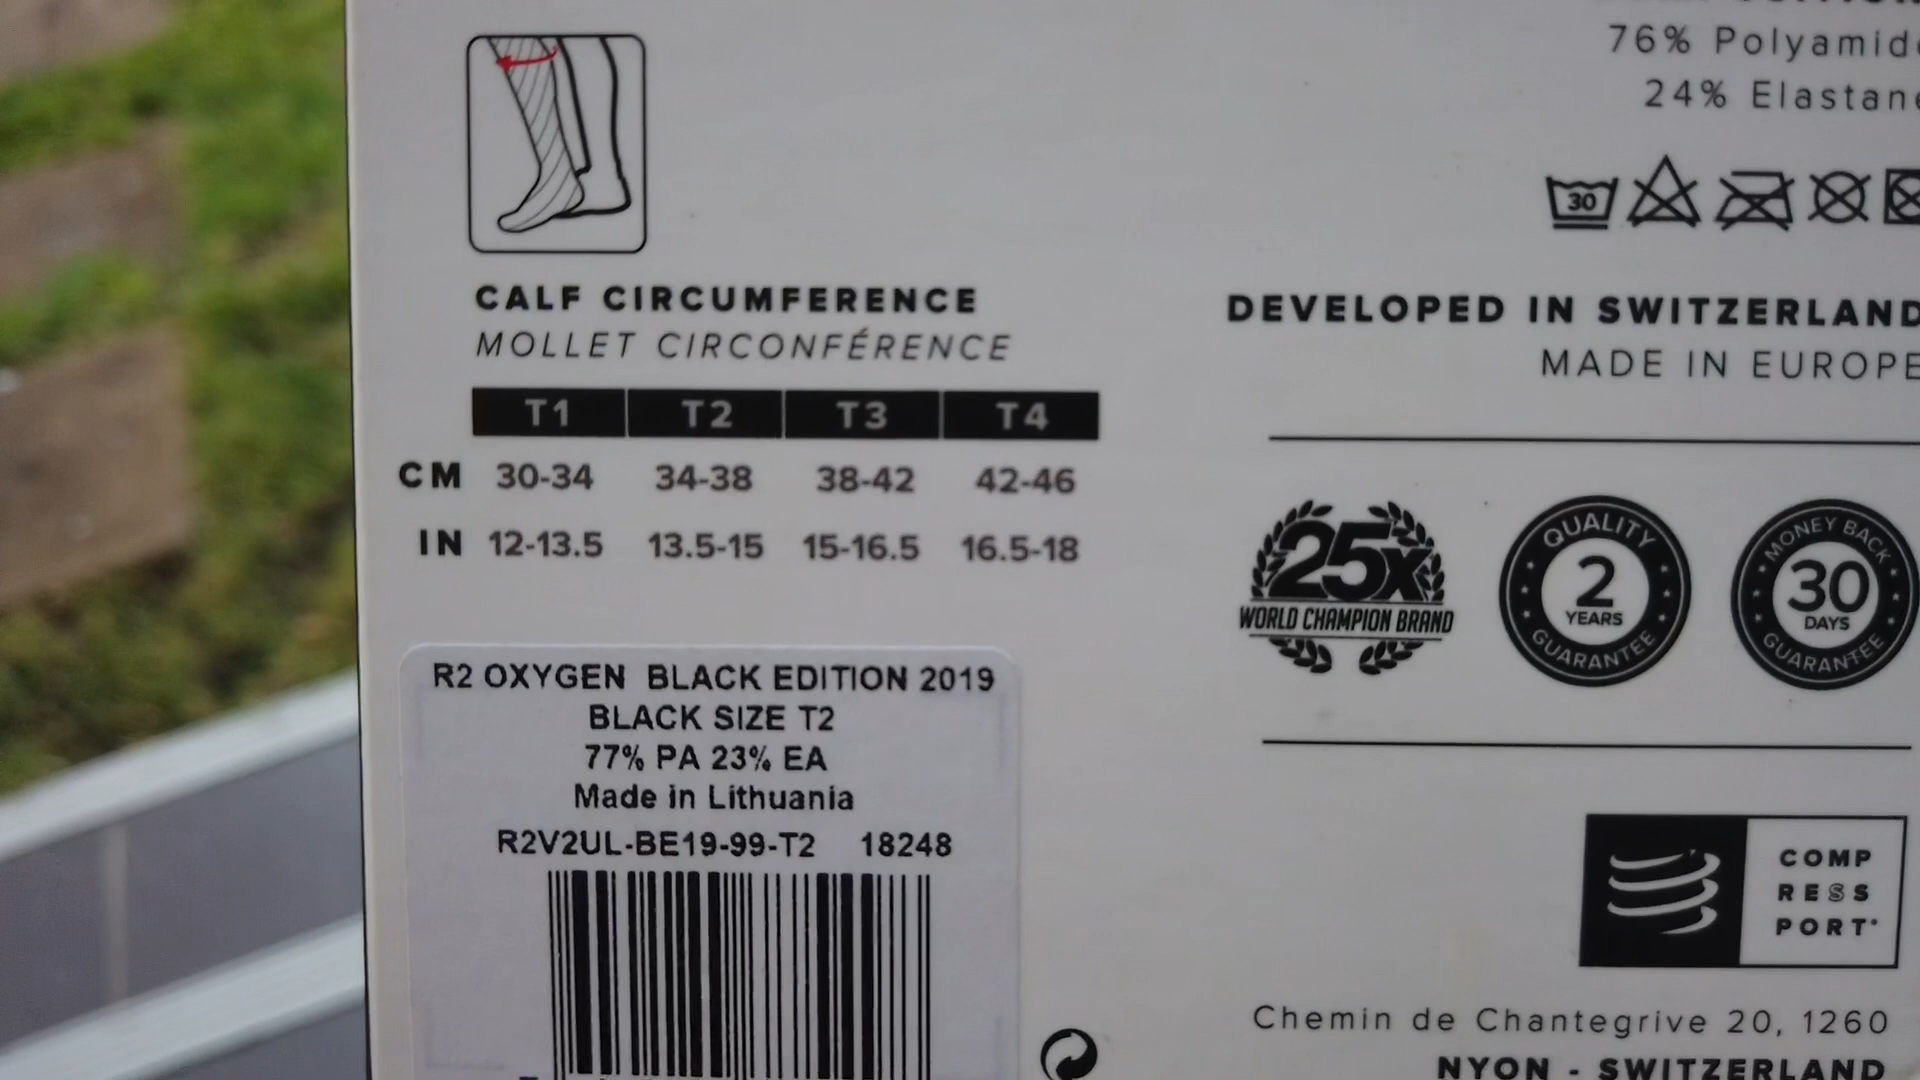 76% Polyamid
24% Elastane
30
CALF CIRCUMFERENCE
MOLLET CIRCONFÉRENCE
T1 T2 T3 T4
CM 30-34 34-38 38-42 42-46
IN 12-13.5 13.5-15 15-16.5 16.5-18
DEVELOPED IN SWITZERLAND
MADE IN EUROPE
25x
WORLD CHAMPION BRAND
QUALITY
2
YEARS
GUARANTEE
MONEY BACK
30
DAYS
GUARANTEE
R2 OXYGEN BLACK EDITION 2019
BLACK SIZE T2
77% PA 23% EA
Made in Lithuania
R2V2UL-BE19-99-T2 18248
COMP
RESS
PORT
Chemin de Chantegrive 20, 1260
NYON - SWITZERLAND